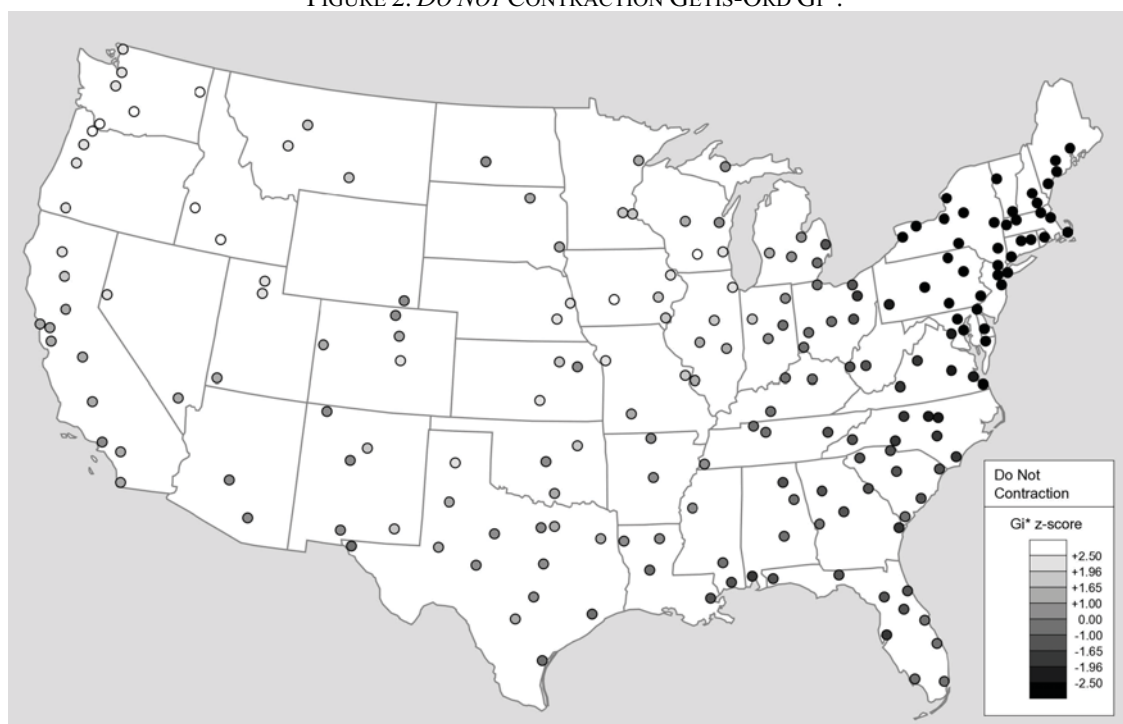 FIGURE 2. DO NOT CONTRACTION GETIS-ORD GI*.
Do Not
Contraction
Gi* z-score
+2.50
+1.96
+1.65
+1.00
0.00
-1.00
-1.65
-1.96
-2.50